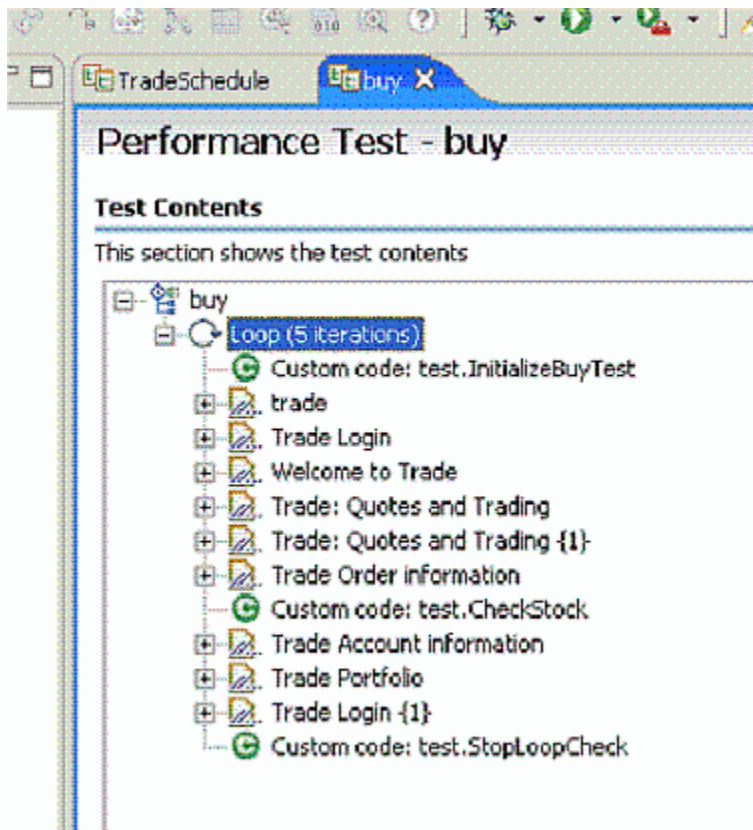 010
TradeSchedule
buy
Performance Test - buy
Test Contents
This section shows the test contents
buy
Loop (5 iterations)
Custom code: test.InitializeBuyTest
trade
Trade Login
Welcome to Trade
Trade: Quotes and Trading
Trade: Quotes and Trading {1}
Trade Order information
Custom code: test.CheckStock
Trade Account information
Trade Portfolio
Trade Login {1}
Custom code: test.StopLoopCheck